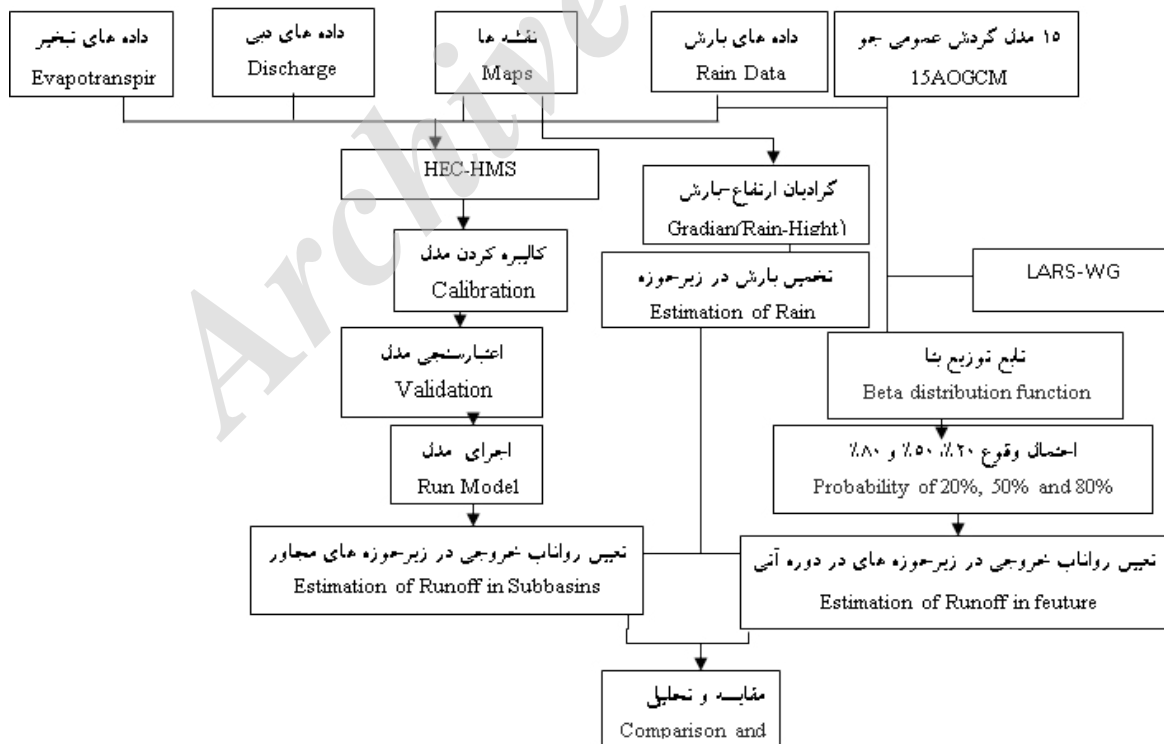 داده های تبخیر
Evapotranspir
داده های دبی
Discharge
نقشه ها
Maps
داده های بارش
Rain Data
۱۵ مدل گردش عمومی جو
15AOGCM
HEC-HMS
گرادیان ارتفاع-بارش
Gradian(Rain-Hight)
کالیبره کردن مدل
Calibration
تخمین بارش در زیرحوزه
Estimation of Rain
LARS-WG
اعتبارسنجی مدل
Validation
تابع توزیع بتا
Beta distribution function
اجرای مدل
Run Model
احتمال وقوع ۲۰٪، ۵۰٪ و ۸۰٪
Probability of 20%, 50% and 80%
تعیین رواناب خروجی در زیرحوزه های مجاور
Estimation of Runoff in Subbasins
تعیین رواناب خروجی در زیرحوزه های در دوره آتی
Estimation of Runoff in feuture
مقایسه و تحلیل
Comparison and
Archive of